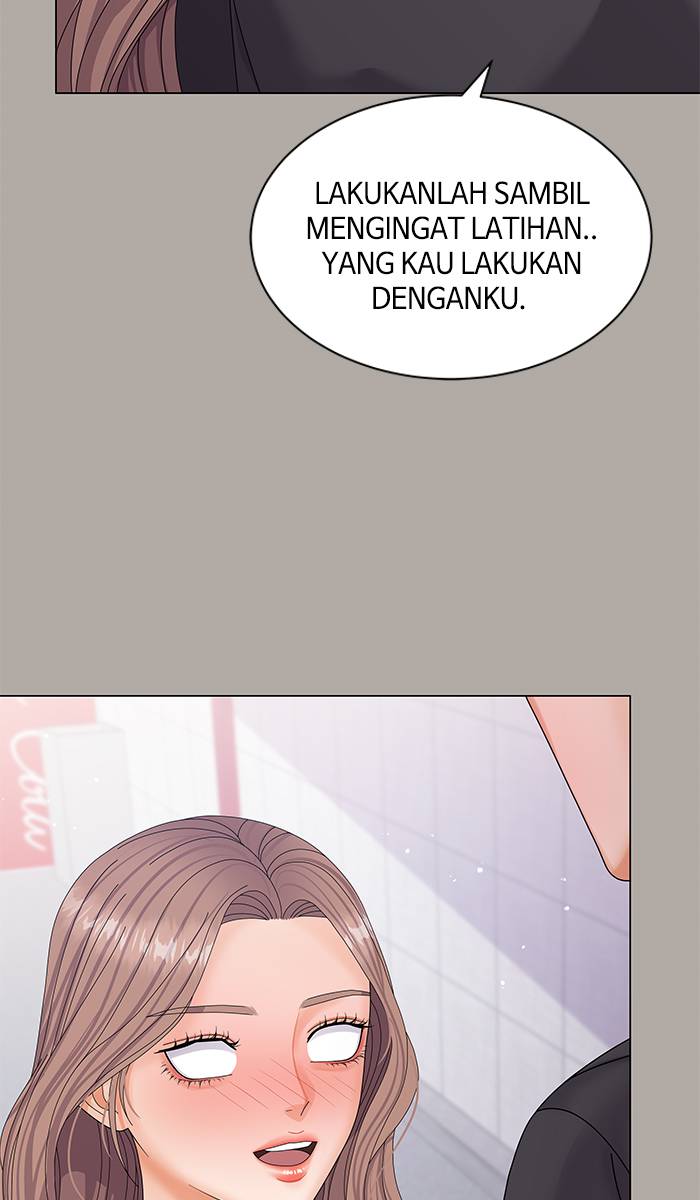 LAKUKANLAH SAMBIL
MENGINGAT LATIHAN..
YANG KAU LAKUKAN
DENGANKU.